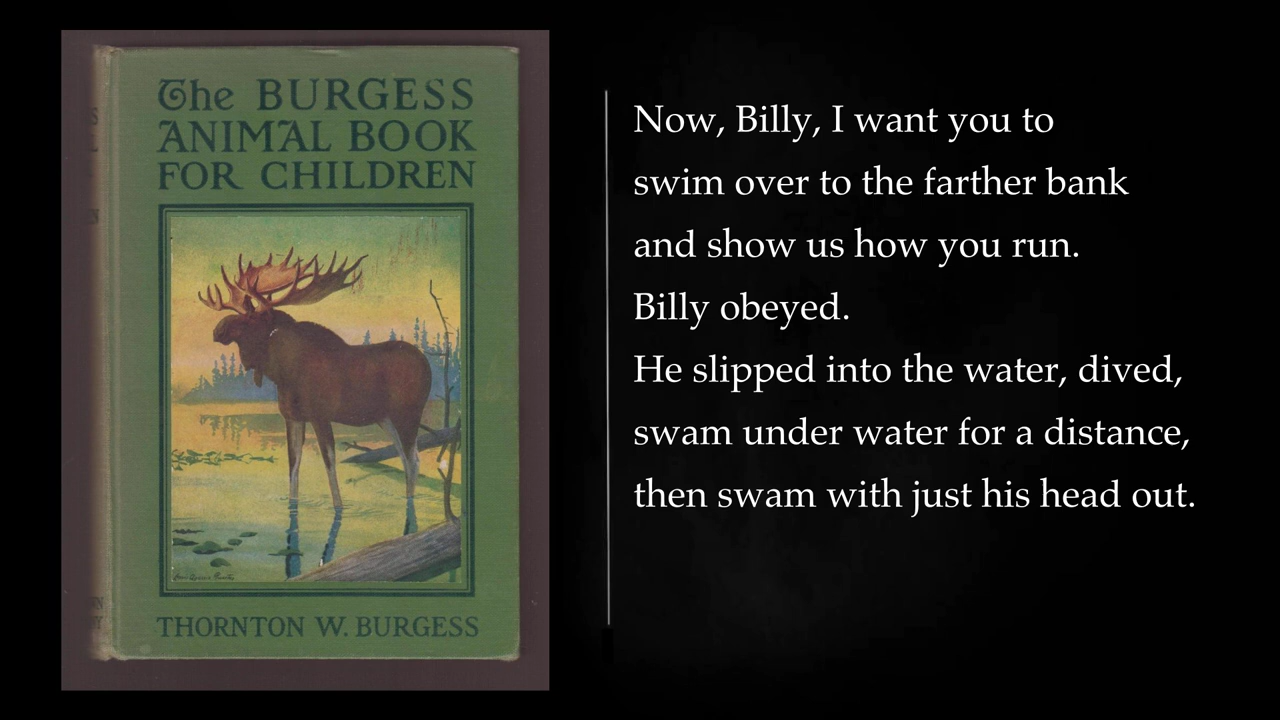 The BURGESS
ANIMAL BOOK
FOR CHILDREN
THORNTON W. BURGESS
Now, Billy, I want you to
swim over to the farther bank
and show us how you run.
Billy obeyed.
He slipped into the water, dived,
swam under water for a distance,
then swam with just his head out.